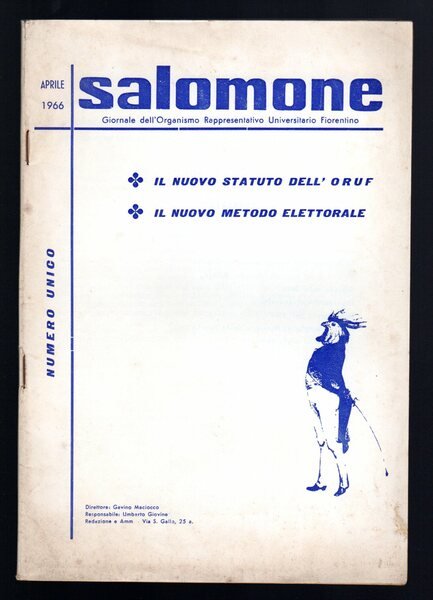 APRILE
1966
salomone
Giornale dell'Organismo Rappresentativo Universitario Fiorentino
IL NUOVO STATUTO DELL' ORUF
IL NUOVO METODO ELETTORALE
NUMERO UNICO
Direttore: Gavino Maciocco
Responsabile: Umberto Giovine
Redazione e Amm - Via S. Gallo, 25 a.